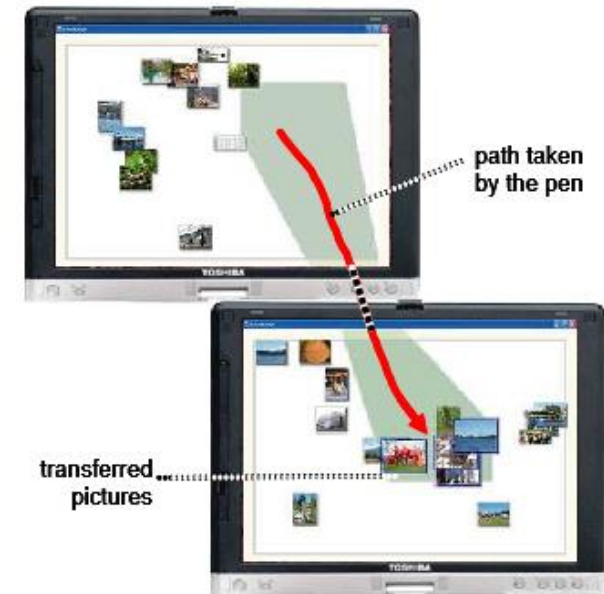 path taken
by the pen
TOSHIBA
transferred
pictures
TOSHIBA